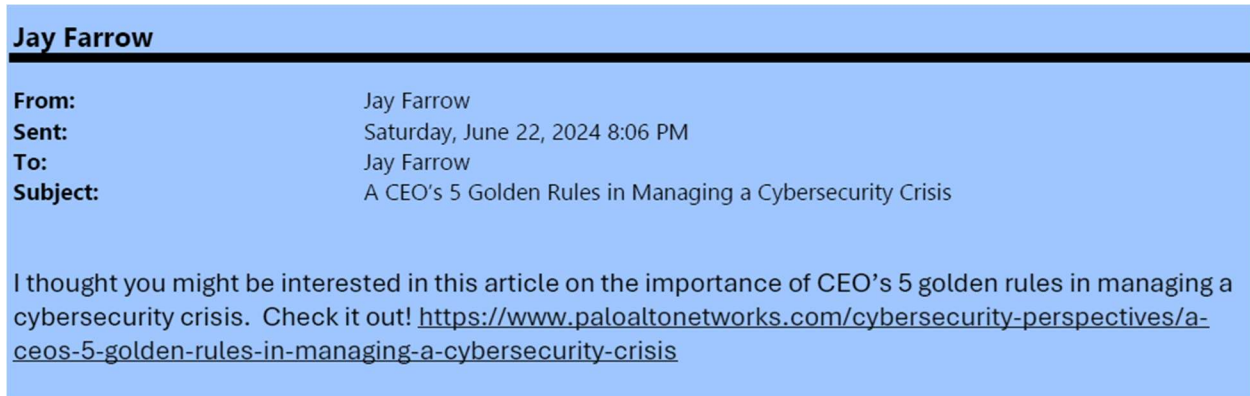 Jay Farrow
From: Jay Farrow
Sent: Saturday, June 22, 2024 8:06 PM
To: Jay Farrow
Subject: A CEO's 5 Golden Rules in Managing a Cybersecurity Crisis
I thought you might be interested in this article on the importance of CEO's 5 golden rules in managing a
cybersecurity crisis.  Check it out! https://www.paloaltonetworks.com/cybersecurity-perspectives/a-
ceos-5-golden-rules-in-managing-a-cybersecurity-crisis